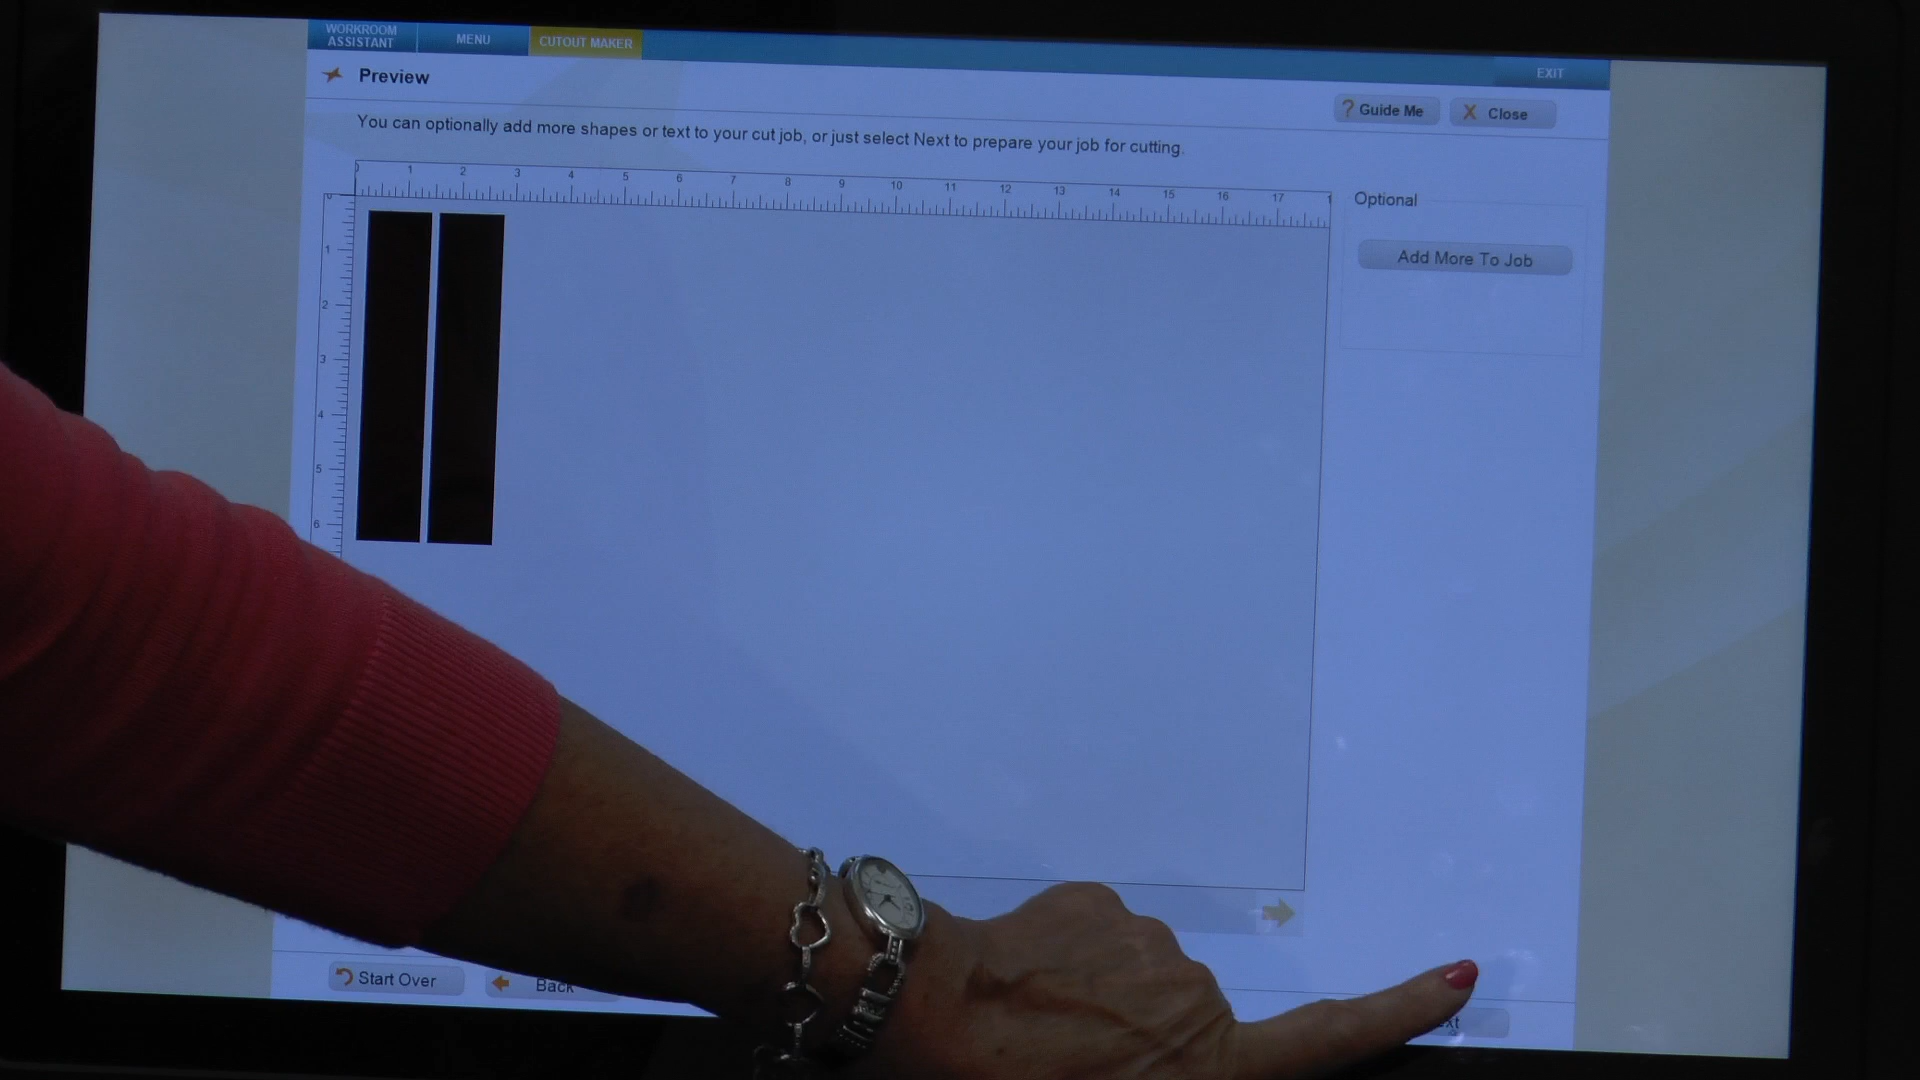 WORKROOM
ASSISTANT
MENU
CUTOUT MAKER
EXIT
Preview
? Guide Me
X Close
You can optionally add more shapes or text to your cut job, or just select Next to prepare your job for cutting.
1 2 3 4 5 6 7 8 9 10 11 12 13 14 15 16 17
Optional
0
1
2
3
4
5
6
Add More To Job
Start Over
Back